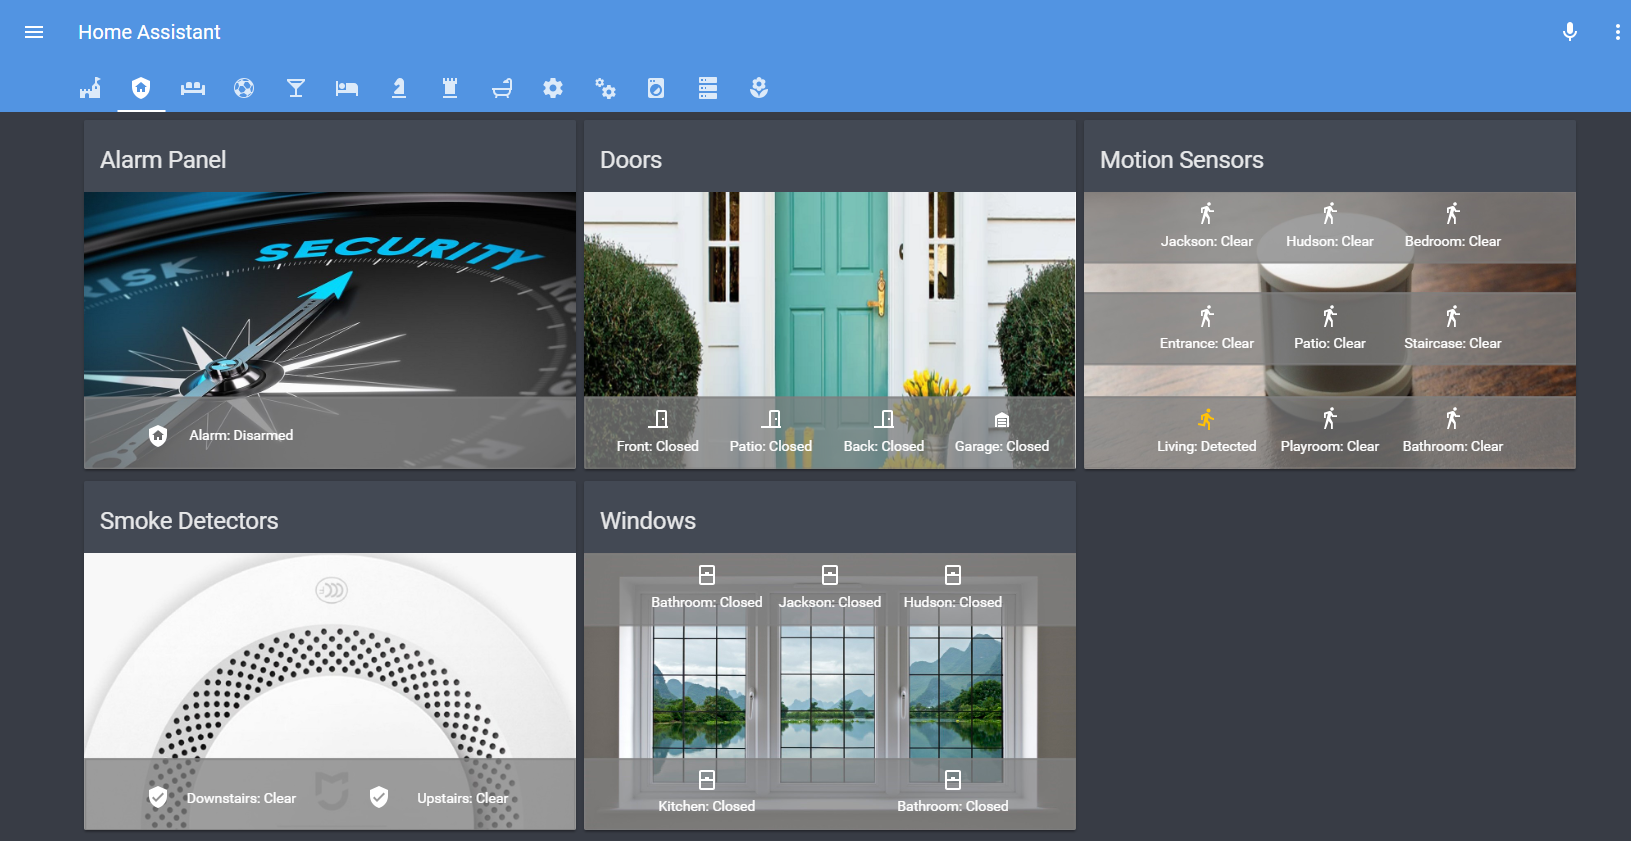 Home Assistant
Alarm Panel
RISK
SECURITY
Alarm: Disarmed
Doors
Front: Closed
Patio: Closed
Back: Closed
Garage: Closed
Motion Sensors
Jackson: Clear
Hudson: Clear
Bedroom: Clear
Entrance: Clear
Patio: Clear
Staircase: Clear
Living: Detected
Playroom: Clear
Bathroom: Clear
Smoke Detectors
Downstairs: Clear
Upstairs: Clear
Windows
Bathroom: Closed
Jackson: Closed
Hudson: Closed
Kitchen: Closed
Bathroom: Closed